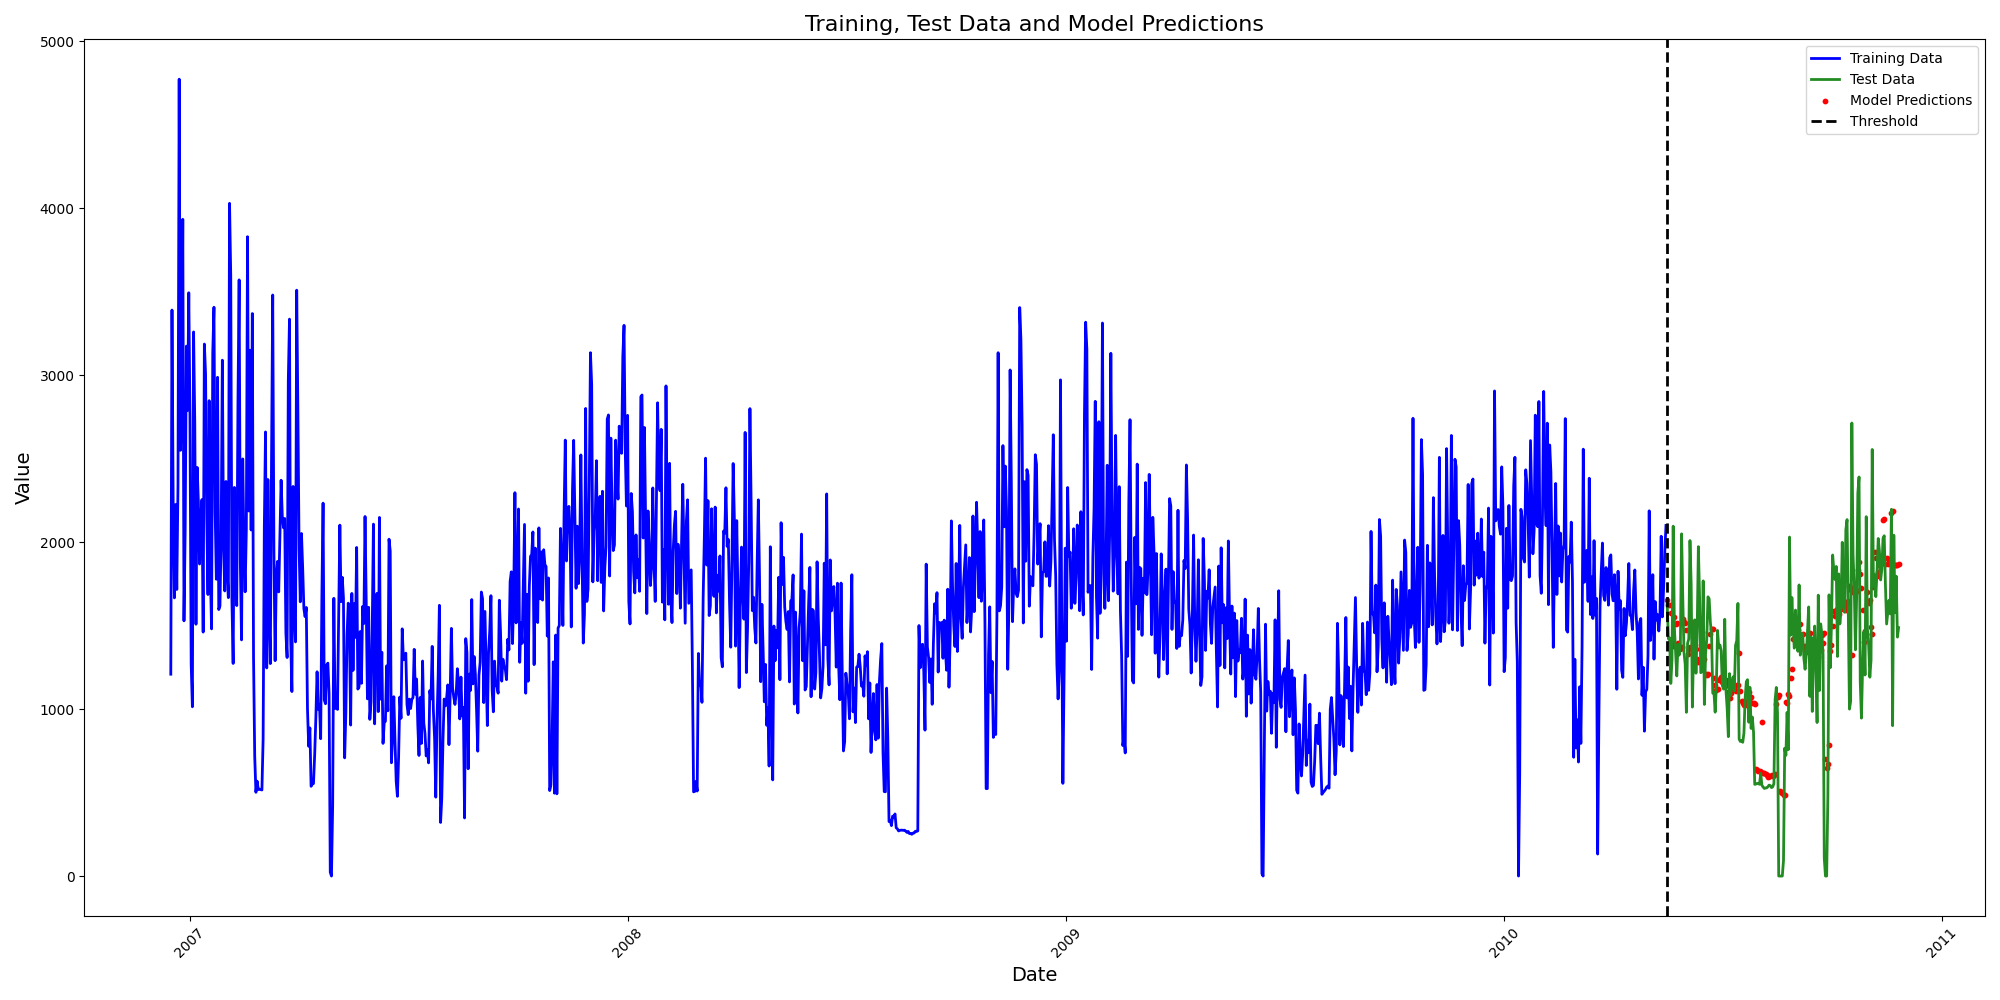 Training, Test Data and Model Predictions
Training Data
Test Data
Model Predictions
Threshold
5000
4000
3000
2000
1000
0
Value
2007
2008
2009
2010
2011
Date